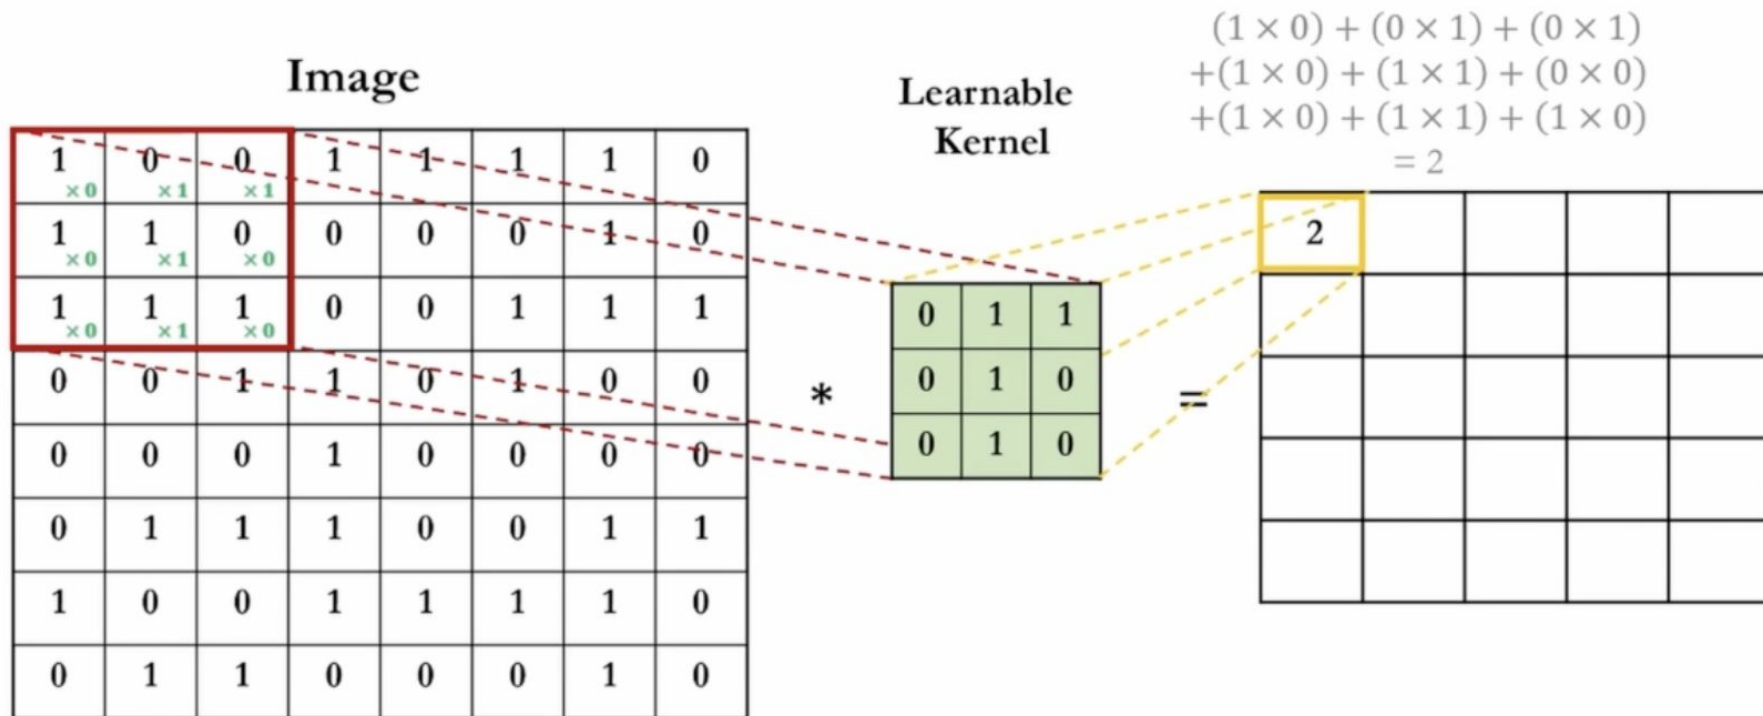 Image
1 0 0 1 1 1 1 0
×0 ×1 ×1
1 1 0 0 0 0 1 0
×0 ×1 ×0
1 1 1 0 0 1 1 1
×0 ×1 ×0
0 0 1 1 0 1 0 0
0 0 0 1 0 0 0 0
0 1 1 1 0 0 1 1
1 0 0 1 1 1 1 0
0 1 1 0 0 0 1 0
*
Learnable
Kernel
0 1 1
0 1 0
0 1 0
=
(1 × 0) + (0 × 1) + (0 × 1)
+(1 × 0) + (1 × 1) + (0 × 0)
+(1 × 0) + (1 × 1) + (1 × 0)
= 2
2